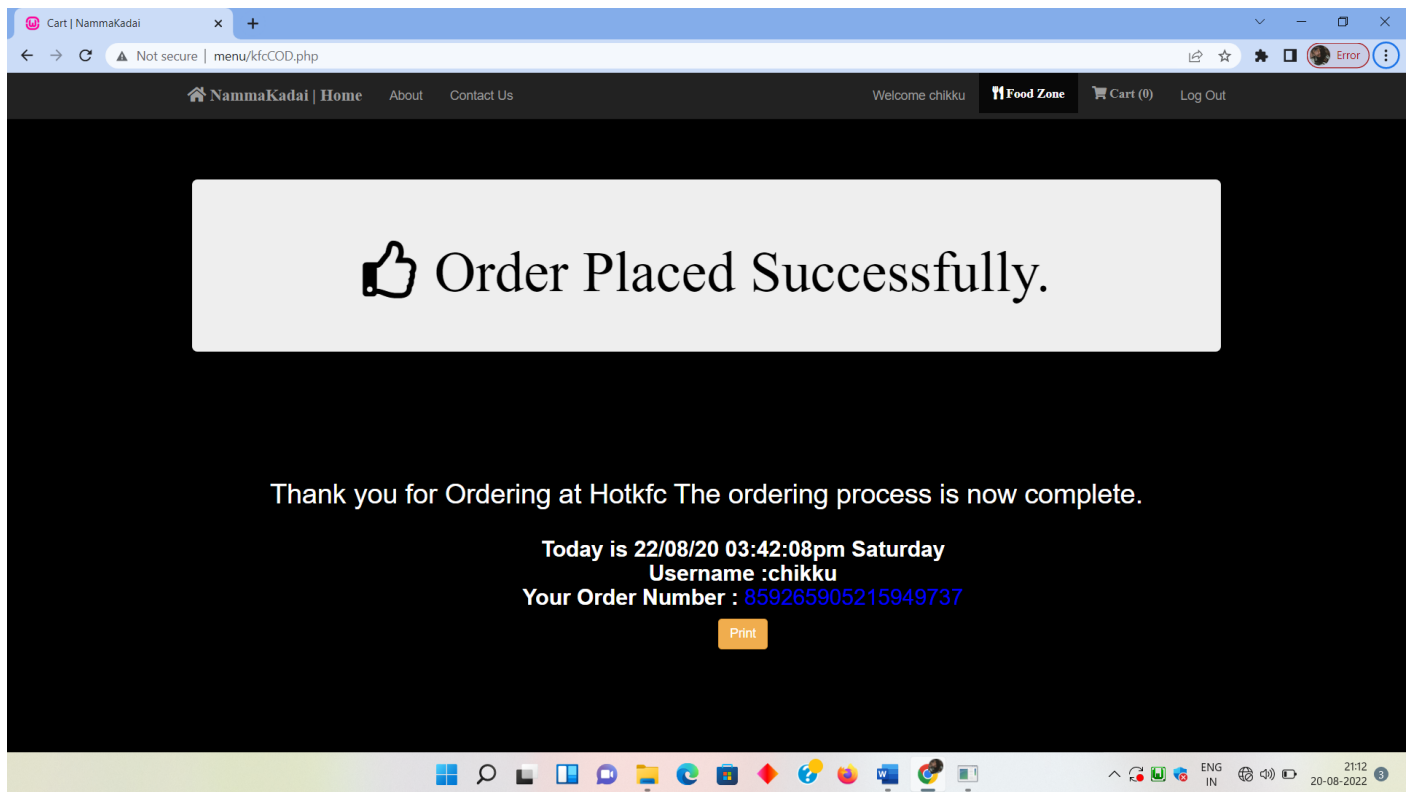 Cart | NammaKadai
Not secure | menu/kfcCOD.php
Error
NammaKadai | Home About Contact Us Welcome chikku Food Zone Cart (0) Log Out
Order Placed Successfully.
Thank you for Ordering at Hotkfc The ordering process is now complete.
Today is 22/08/20 03:42:08pm Saturday
Username :chikku
Your Order Number : 859265905215949737
Print
ENG
IN
21:12
20-08-2022
3